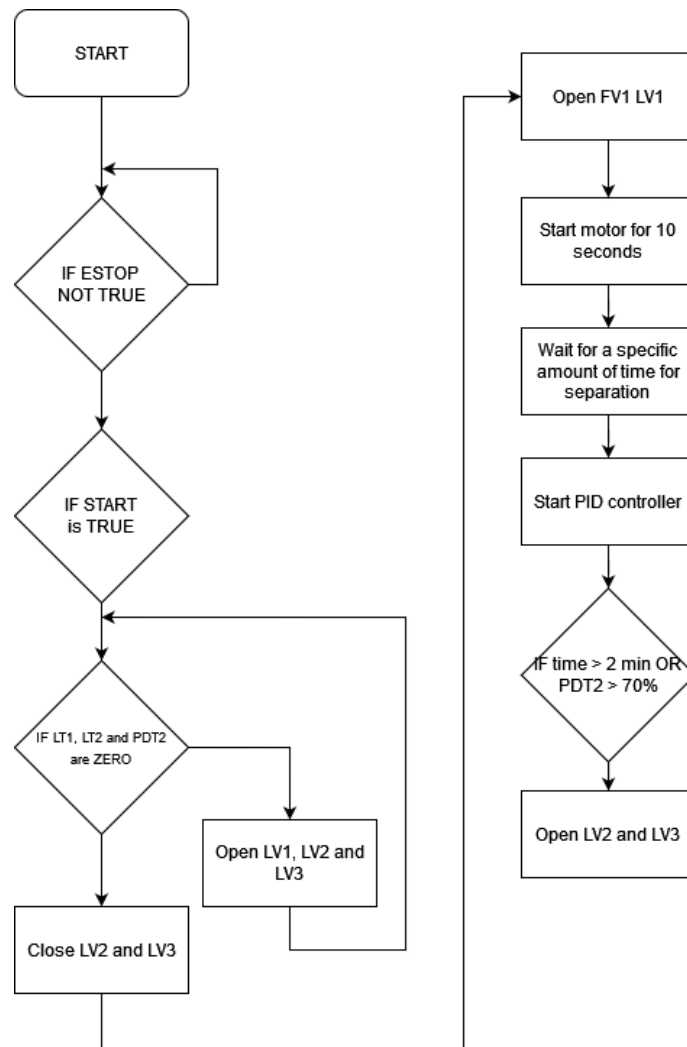 START
IF ESTOP
NOT TRUE
IF START
is TRUE
IF LT1, LT2 and PDT2
are ZERO
Open LV1, LV2 and
LV3
Close LV2 and LV3
Open FV1 LV1
Start motor for 10
seconds
Wait for a specific
amount of time for
separation
Start PID controller
IF time > 2 min OR
PDT2 > 70%
Open LV2 and LV3